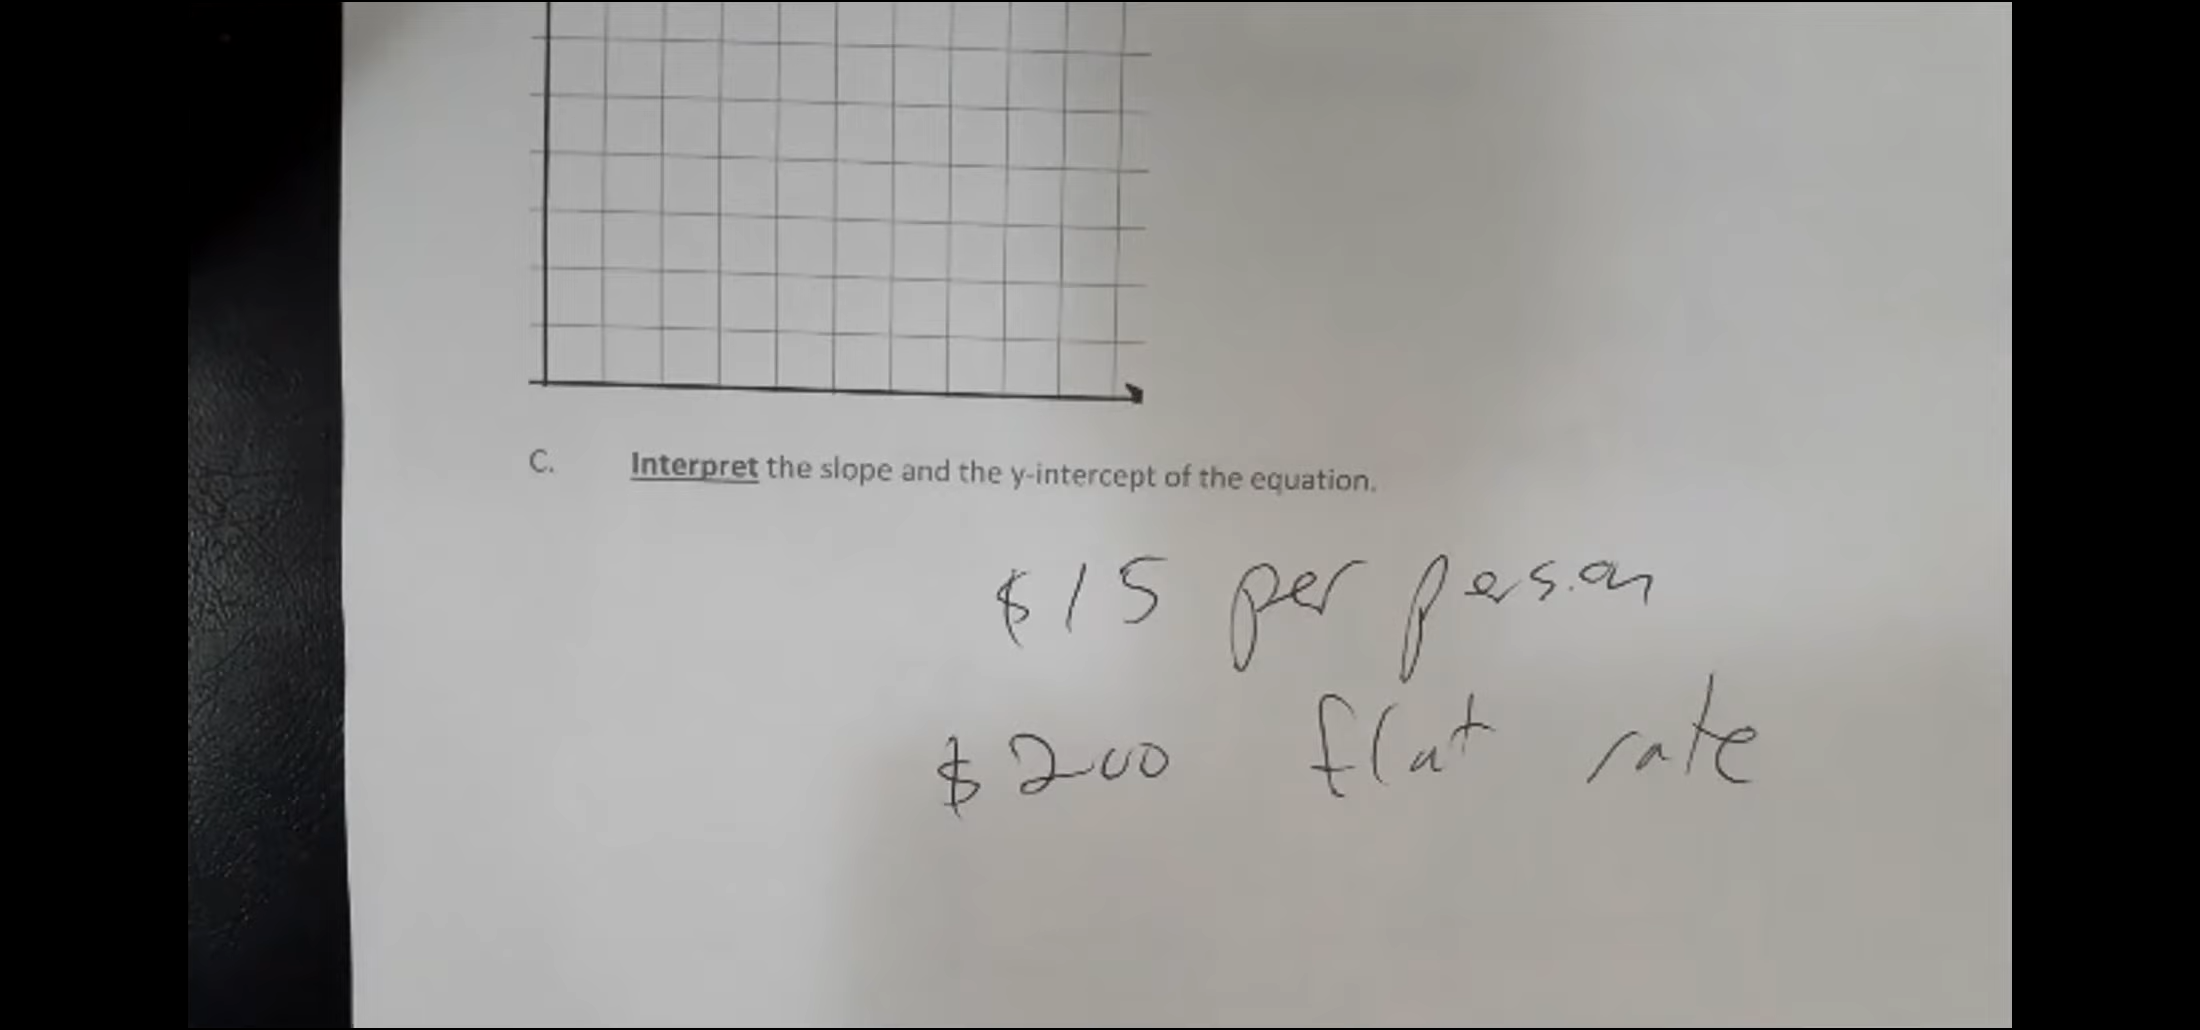 C. Interpret the slope and the y-intercept of the equation.
$15 per person
$200 flat rate